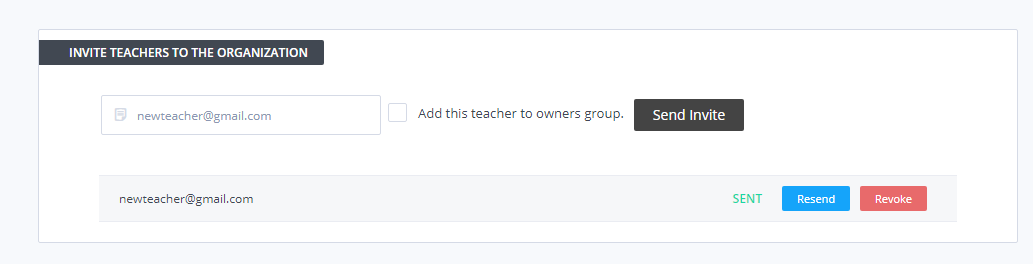 INVITE TEACHERS TO THE ORGANIZATION
newteacher@gmail.com Add this teacher to owners group. Send Invite
newteacher@gmail.com SENT Resend Revoke